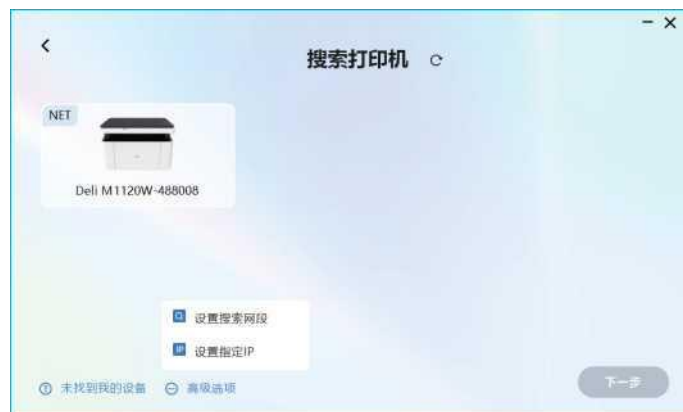 搜索打印机
NET
Deli M1120W-488008
设置搜索网段
IP 设置指定IP
未找到我的设备 高级选项 下一步